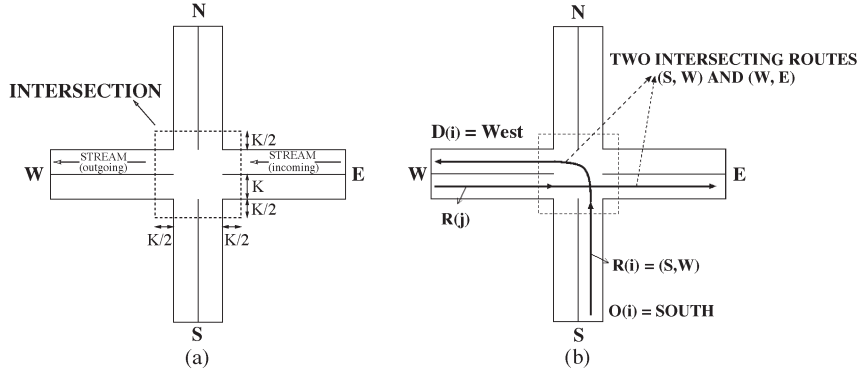 N
INTERSECTION
K/2
STREAM
(outgoing)
STREAM
(incoming)
W
E
K
K/2
K/2
K/2
S
(a)
N
TWO INTERSECTING ROUTES
(S, W) AND (W, E)
D(i) = West
W
E
R(j)
R(i) = (S,W)
O(i) = SOUTH
S
(b)